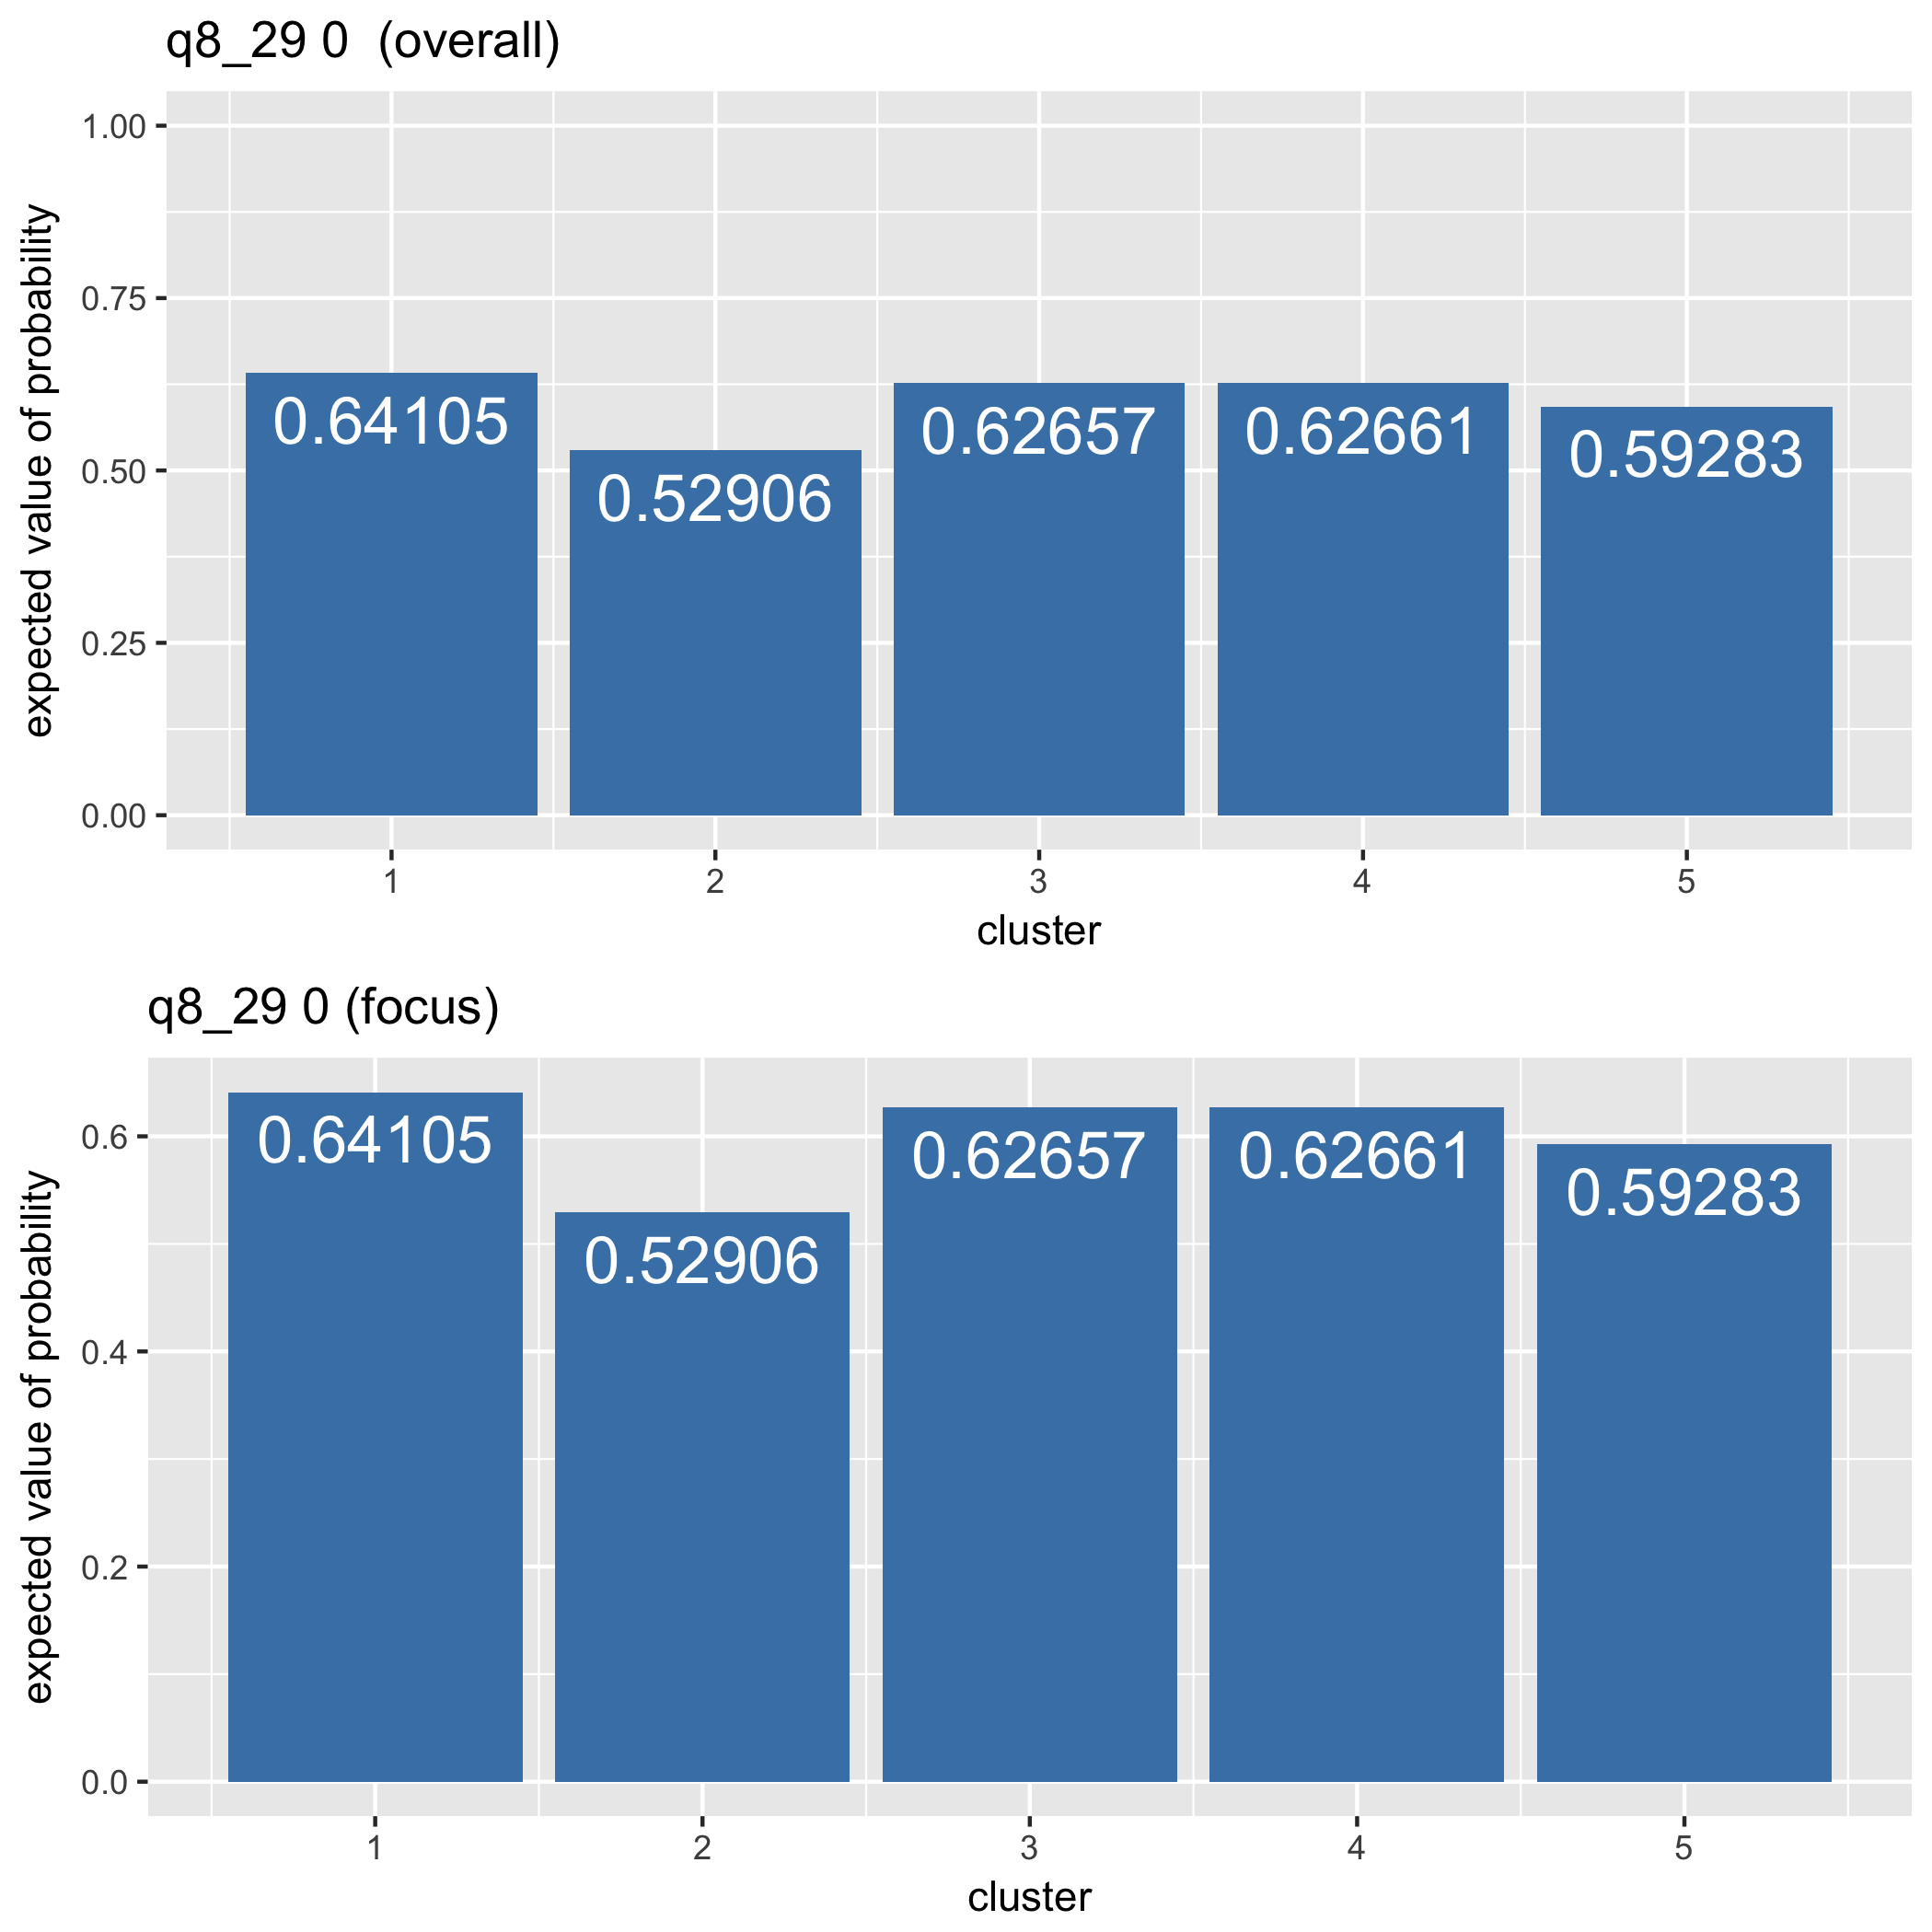 q8_29 0  (overall)
expected value of probability
1.00
0.75
0.50
0.25
0.00
0.64105
0.52906
0.62657
0.62661
0.59283
1 2 3 4 5
cluster
q8_29 0 (focus)
expected value of probability
0.6
0.4
0.2
0.0
0.64105
0.52906
0.62657
0.62661
0.59283
1 2 3 4 5
cluster